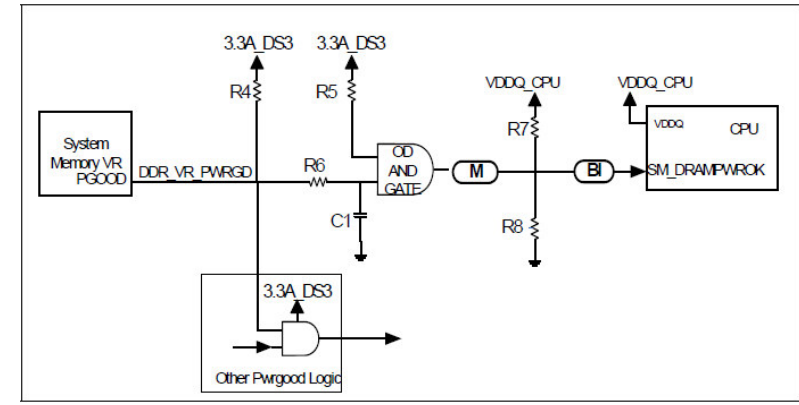 3.3A_DS3 3.3A_DS3
R4 R5 VDDQ_CPU VDDQ_CPU
R7 VDDQ CPU
System
Memory VR
PGOOD DDR_VR_PWRGD R6 OD
AND
GATE M BI SM_DRAMPWROK
C1 R8
3.3A_DS3
Other Pwrgood Logic